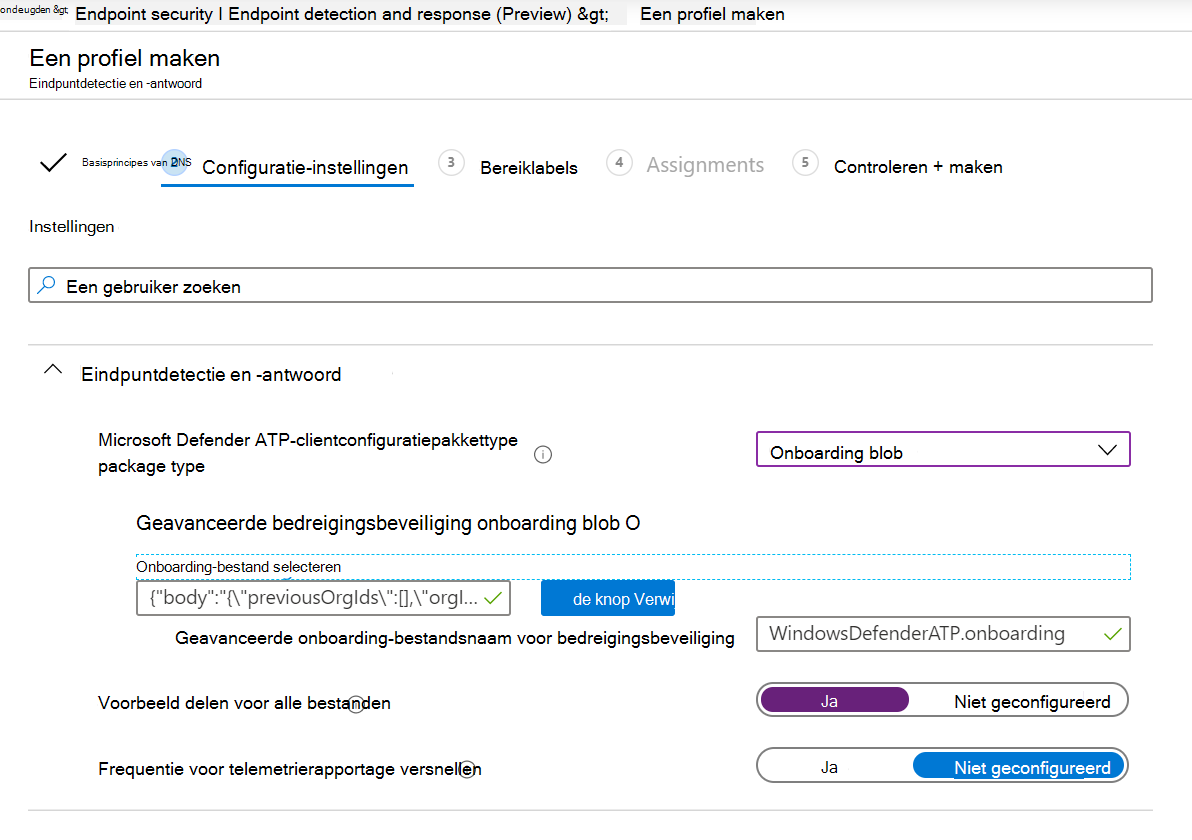 ondeugden &gt Endpoint security | Endpoint detection and response (Preview) &gt; Een profiel maken
Een profiel maken
Eindpuntdetectie en -antwoord
Basisprincipes van DNS 2 Configuratie-instellingen 3 Bereiklabels 4 Assignments 5 Controleren + maken
Instellingen
Een gebruiker zoeken
Eindpuntdetectie en -antwoord
Microsoft Defender ATP-clientconfiguratiepakkettype
package type
Onboarding blob
Geavanceerde bedreigingsbeveiliging onboarding blob O
Onboarding-bestand selecteren
{"body":"{\"previousOrgIds\":[],\"orgI... de knop Verwi
Geavanceerde onboarding-bestandsnaam voor bedreigingsbeveiliging WindowsDefenderATP.onboarding
Voorbeeld delen voor alle bestanden Ja Niet geconfigureerd
Frequentie voor telemetrierapportage versnellen Ja Niet geconfigureerd